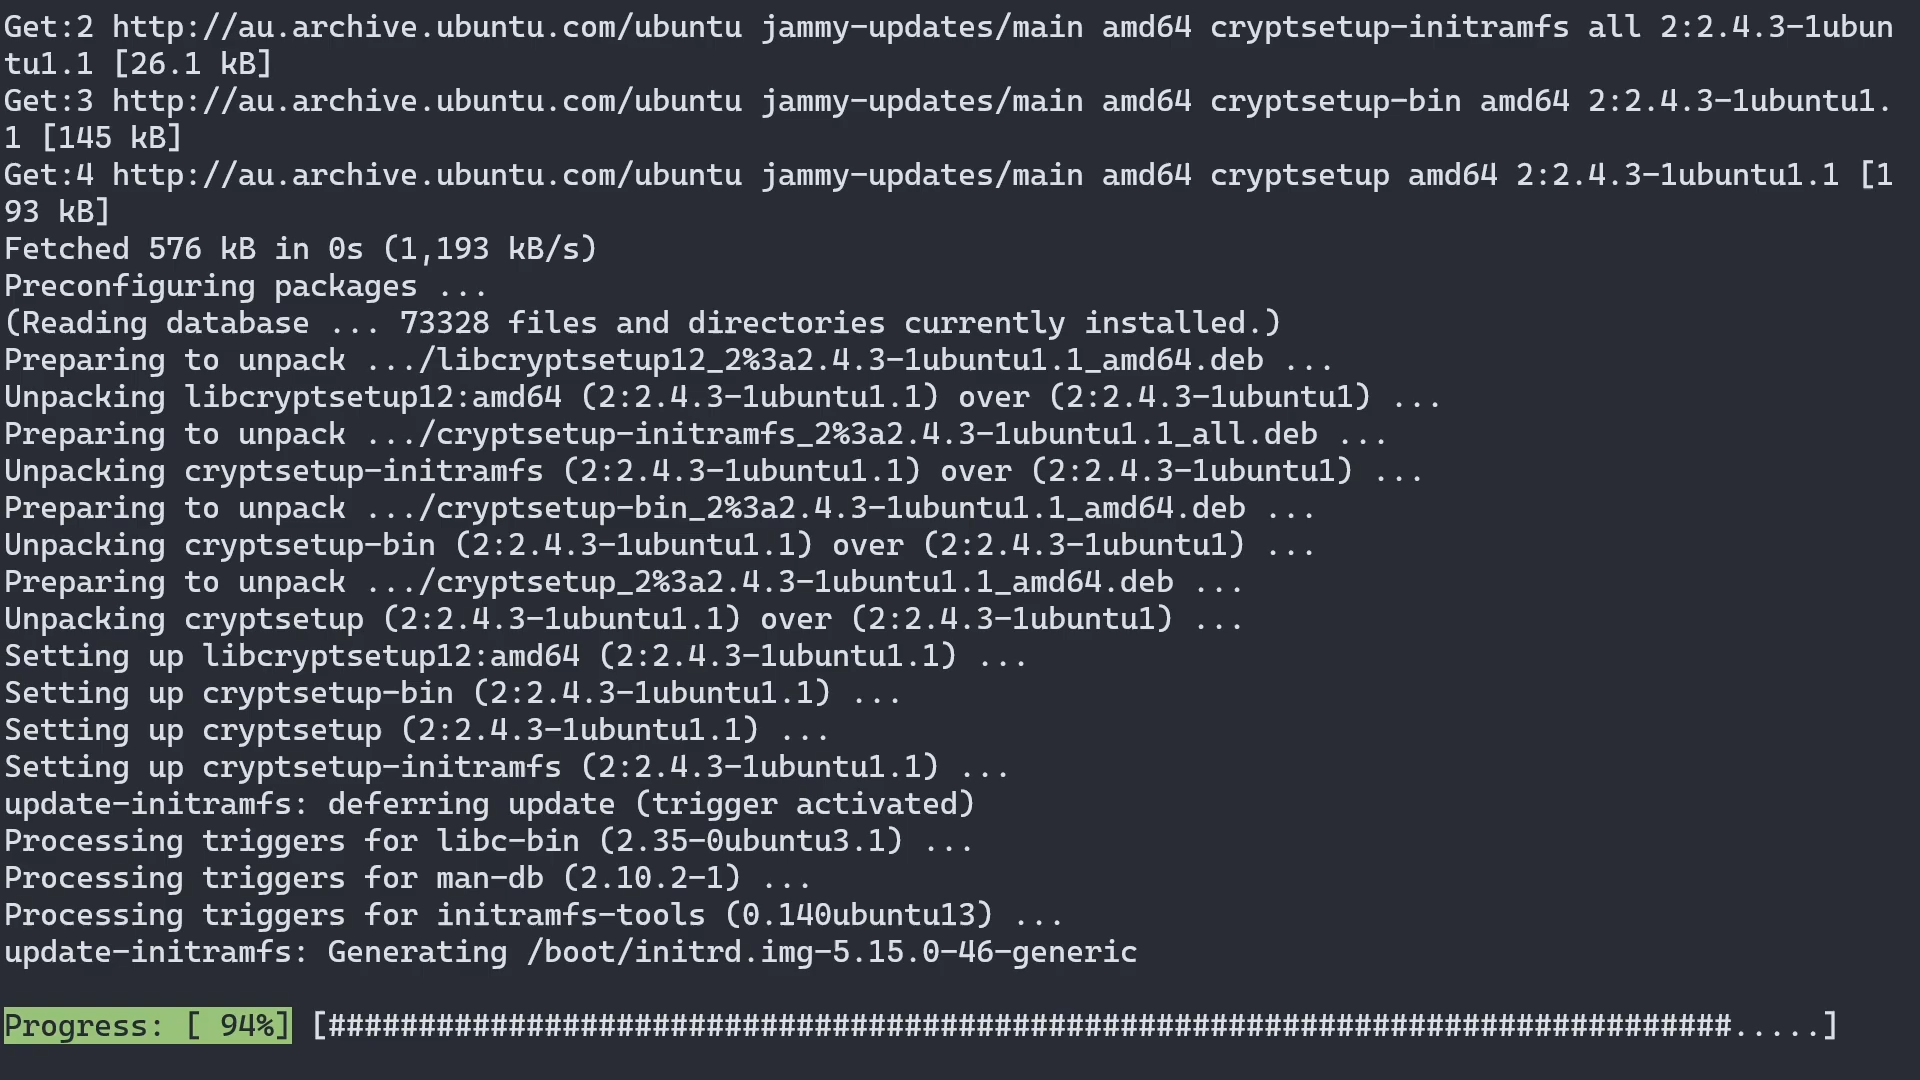 Get:2 http://au.archive.ubuntu.com/ubuntu jammy-updates/main amd64 cryptsetup-initramfs all 2:2.4.3-1ubun
tu1.1 [26.1 kB]
Get:3 http://au.archive.ubuntu.com/ubuntu jammy-updates/main amd64 cryptsetup-bin amd64 2:2.4.3-1ubuntu1.
1 [145 kB]
Get:4 http://au.archive.ubuntu.com/ubuntu jammy-updates/main amd64 cryptsetup amd64 2:2.4.3-1ubuntu1.1 [1
93 kB]
Fetched 576 kB in 0s (1,193 kB/s)
Preconfiguring packages ...
(Reading database ... 73328 files and directories currently installed.)
Preparing to unpack .../libcryptsetup12_2%3a2.4.3-1ubuntu1.1_amd64.deb ...
Unpacking libcryptsetup12:amd64 (2:2.4.3-1ubuntu1.1) over (2:2.4.3-1ubuntu1) ...
Preparing to unpack .../cryptsetup-initramfs_2%3a2.4.3-1ubuntu1.1_all.deb ...
Unpacking cryptsetup-initramfs (2:2.4.3-1ubuntu1.1) over (2:2.4.3-1ubuntu1) ...
Preparing to unpack .../cryptsetup-bin_2%3a2.4.3-1ubuntu1.1_amd64.deb ...
Unpacking cryptsetup-bin (2:2.4.3-1ubuntu1.1) over (2:2.4.3-1ubuntu1) ...
Preparing to unpack .../cryptsetup_2%3a2.4.3-1ubuntu1.1_amd64.deb ...
Unpacking cryptsetup (2:2.4.3-1ubuntu1.1) over (2:2.4.3-1ubuntu1) ...
Setting up libcryptsetup12:amd64 (2:2.4.3-1ubuntu1.1) ...
Setting up cryptsetup-bin (2:2.4.3-1ubuntu1.1) ...
Setting up cryptsetup (2:2.4.3-1ubuntu1.1) ...
Setting up cryptsetup-initramfs (2:2.4.3-1ubuntu1.1) ...
update-initramfs: deferring update (trigger activated)
Processing triggers for libc-bin (2.35-0ubuntu3.1) ...
Processing triggers for man-db (2.10.2-1) ...
Processing triggers for initramfs-tools (0.140ubuntu13) ...
update-initramfs: Generating /boot/initrd.img-5.15.0-46-generic
Progress: [ 94%] [##############################################################################.....]